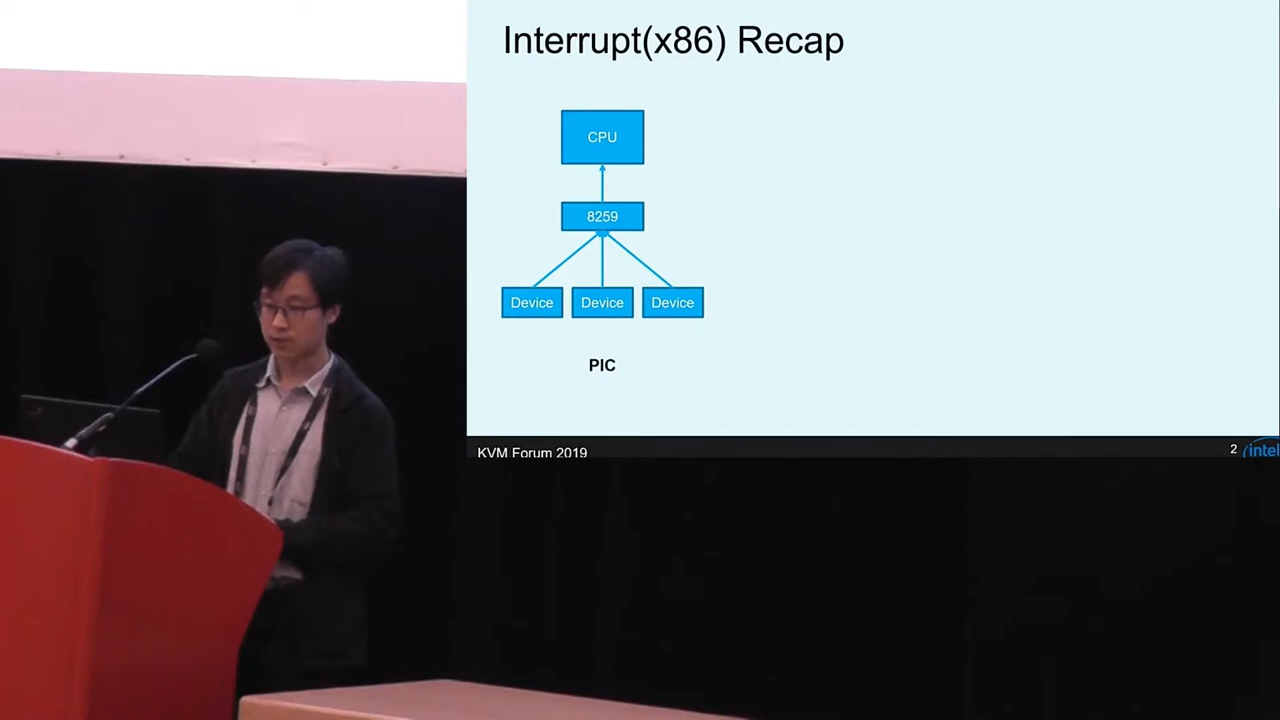 Interrupt(x86) Recap
CPU
8259
Device Device Device
PIC
KVM Forum 2019
2
intel